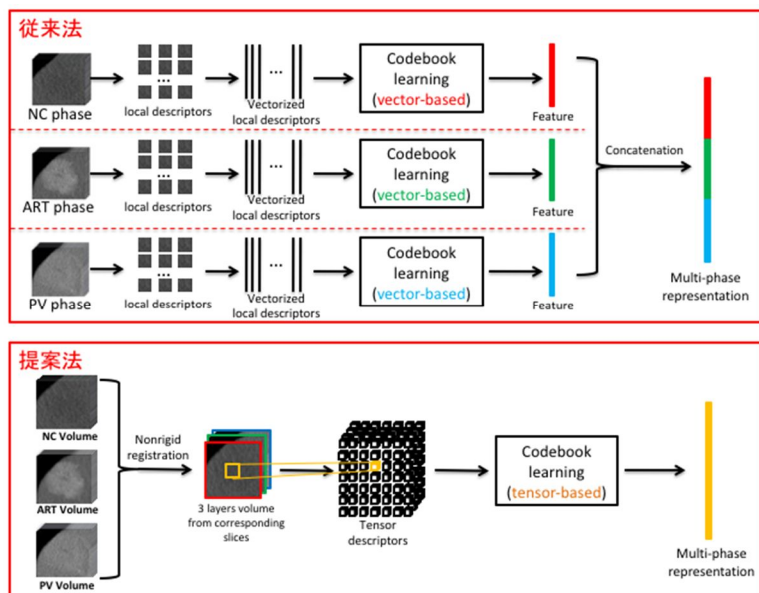 従来法
NC phase
...
local descriptors
...
Vectorized
local descriptors
Codebook
learning
(vector-based)
Feature
ART phase
...
local descriptors
...
Vectorized
local descriptors
Codebook
learning
(vector-based)
Feature
PV phase
...
local descriptors
...
Vectorized
local descriptors
Codebook
learning
(vector-based)
Feature
Concatenation
Multi-phase
representation
提案法
NC Volume
ART Volume
PV Volume
Nonrigid
registration
3 layers volume
from corresponding
slices
Tensor
descriptors
Codebook
learning
(tensor-based)
Multi-phase
representation